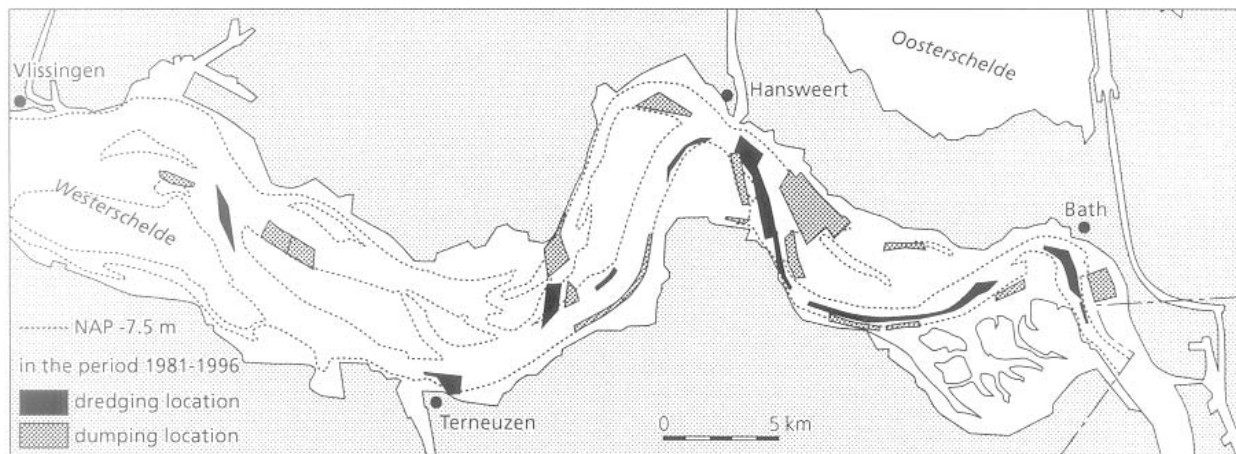 Vlissingen
Oosterschelde
Hansweert
Westerschelde
Bath
NAP -7.5 m
in the period 1981-1996
dredging location
dumping location
Terneuzen
0 5 km